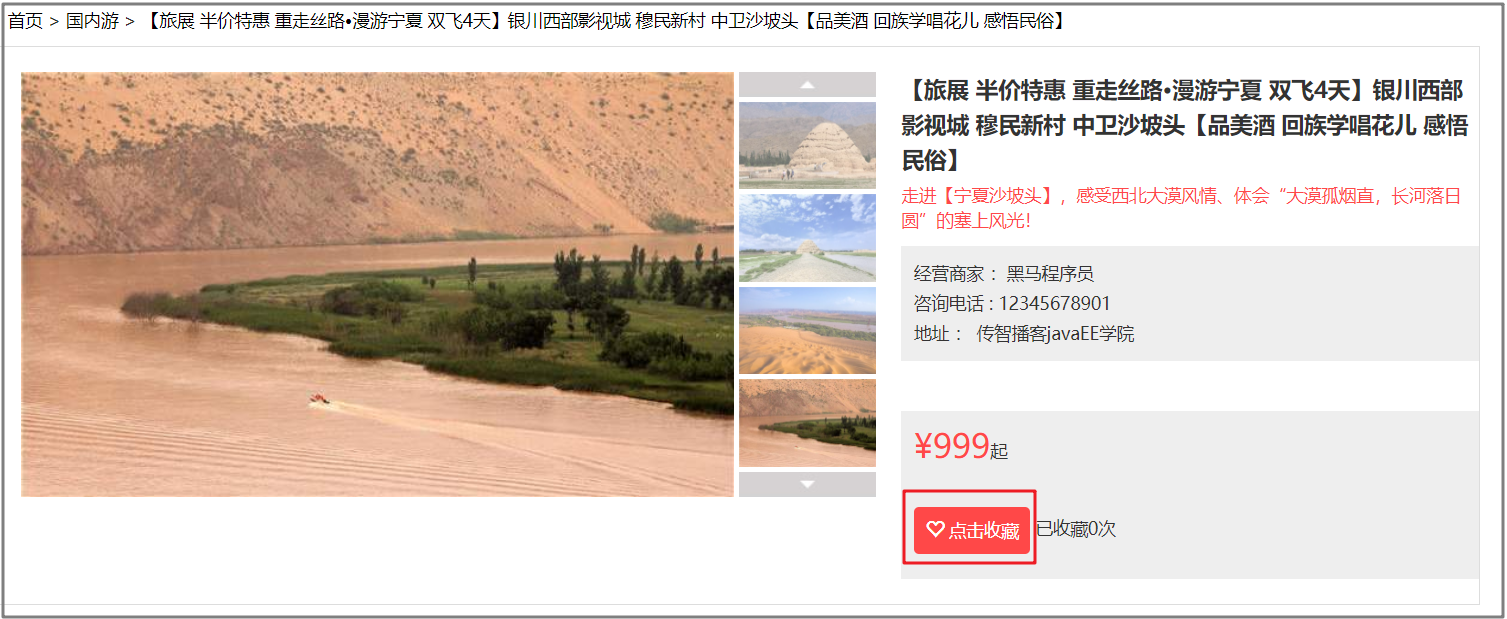 首页 > 国内游 > 【旅展 半价特惠 重走丝路•漫游宁夏 双飞4天】银川西部影视城 穆民新村 中卫沙坡头【品美酒 回族学唱花儿 感悟民俗】
【旅展 半价特惠 重走丝路•漫游宁夏 双飞4天】银川西部
影视城 穆民新村 中卫沙坡头【品美酒 回族学唱花儿 感悟
民俗】
走进【宁夏沙坡头】，感受西北大漠风情、体会“大漠孤烟直，长河落日
圆”的塞上风光！
经营商家 ：黑马程序员
咨询电话 : 12345678901
地址 ： 传智播客javaEE学院
¥999起
点击收藏 已收藏0次